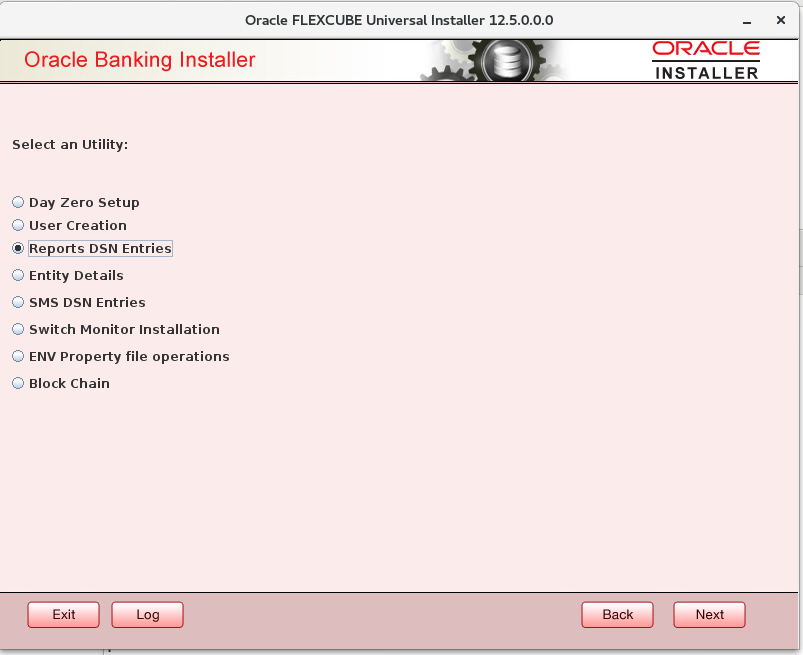 Oracle FLEXCUBE Universal Installer 12.5.0.0.0
Oracle Banking Installer
ORACLE
INSTALLER
Select an Utility:
Day Zero Setup
User Creation
Reports DSN Entries
Entity Details
SMS DSN Entries
Switch Monitor Installation
ENV Property file operations
Block Chain
Exit Log Back Next